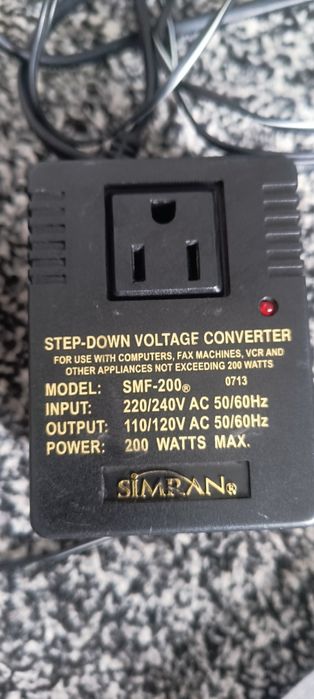 STEP-DOWN VOLTAGE CONVERTER
FOR USE WITH COMPUTERS, FAX MACHINES, VCR AND
OTHER APPLIANCES NOT EXCEEDING 200 WATTS
MODEL: SMF-200® 0713
INPUT: 220/240V AC 50/60Hz
OUTPUT: 110/120V AC 50/60Hz
POWER: 200 WATTS MAX.
SIMRAN®